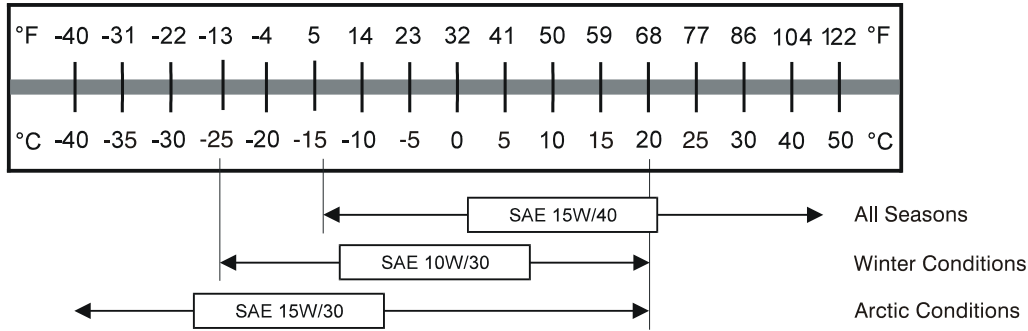 °F -40 -31 -22 -13 -4 5 14 23 32 41 50 59 68 77 86 104 122 °F
°C -40 -35 -30 -25 -20 -15 -10 -5 0 5 10 15 20 25 30 40 50 °C
SAE 15W/40 All Seasons
SAE 10W/30 Winter Conditions
SAE 15W/30 Arctic Conditions